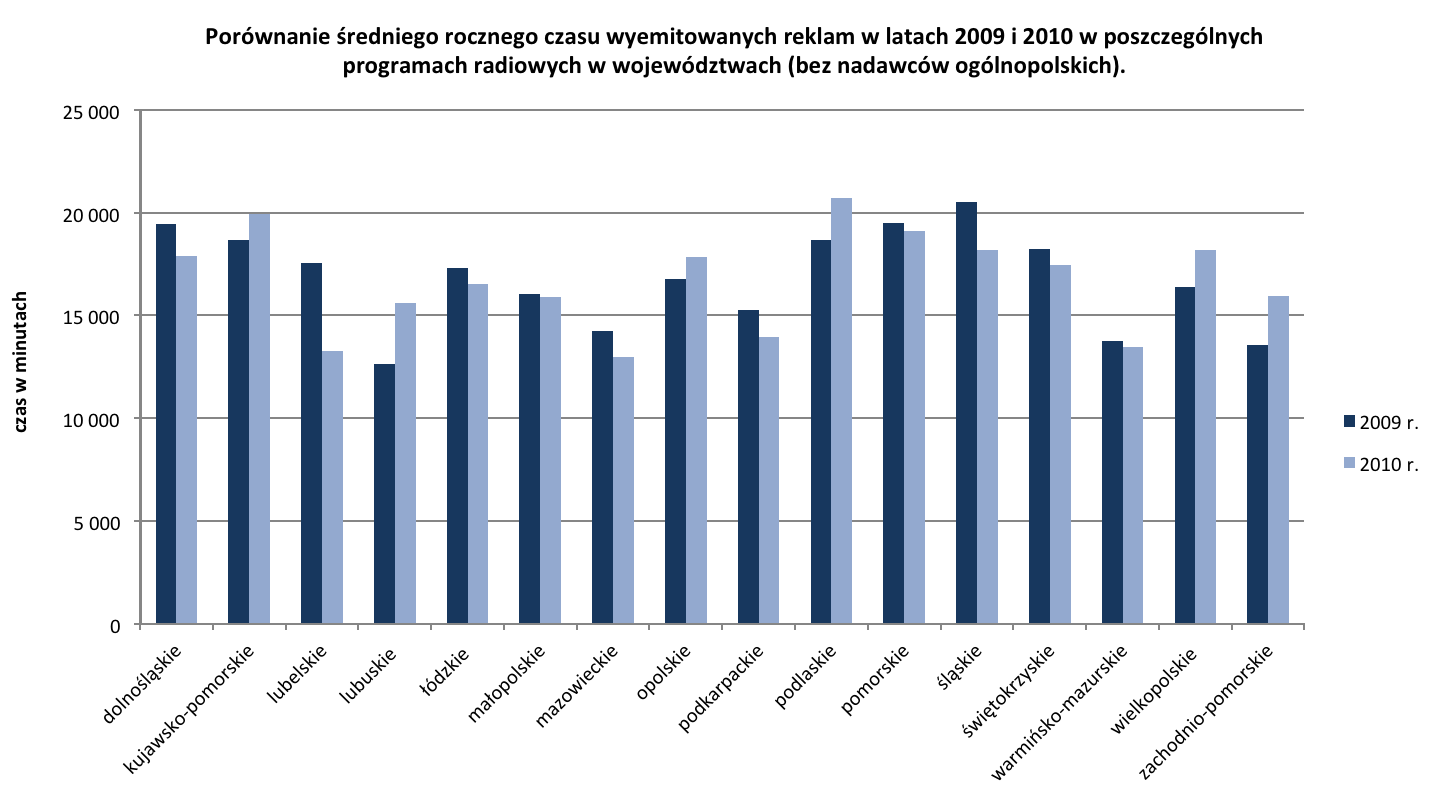 Porównanie średniego rocznego czasu wyemitowanych reklam w latach 2009 i 2010 w poszczególnych
programach radiowych w województwach (bez nadawców ogólnopolskich).
25 000
20 000
15 000
10 000
5 000
0
czas w minutach
dolnośląskie
kujawsko-pomorskie
lubelskie
lubuskie
łódzkie
małopolskie
mazowieckie
opolskie
podkarpackie
podlaskie
pomorskie
śląskie
świętokrzyskie
warmińsko-mazurskie
wielkopolskie
zachodnio-pomorskie
2009 r.
2010 r.